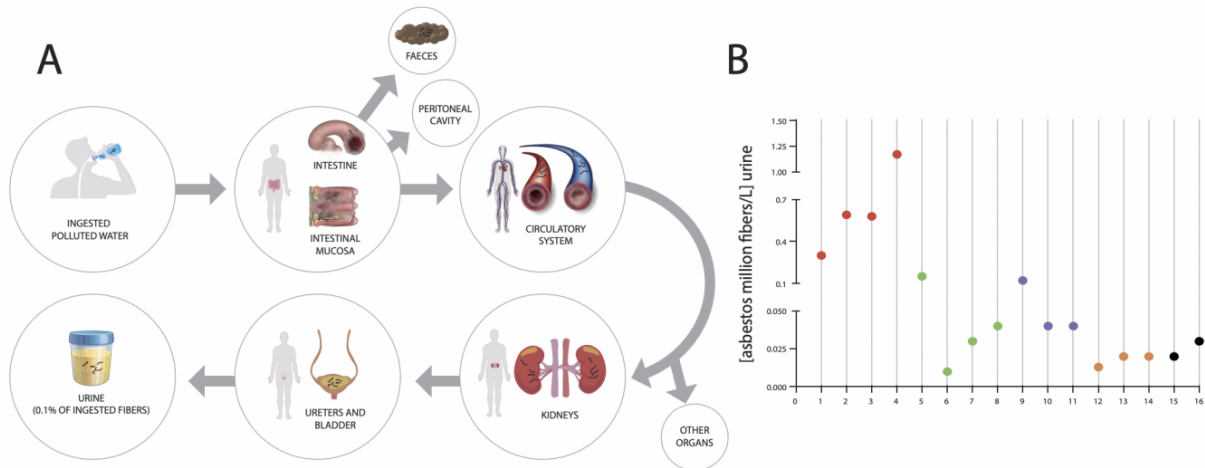 A
FAECES
PERITONEAL
CAVITY
INGESTED
POLLUTED WATER
INTESTINE
INTESTINAL
MUCOSA
CIRCULATORY
SYSTEM
URINE
(0.1% OF INGESTED FIBERS)
URETERS AND
BLADDER
KIDNEYS
OTHER
ORGANS
B
[asbestos million fibers/L] urine
1.50
1.25
1.00
0.7
0.4
0.1
0.050
0.025
0.000
0 1 2 3 4 5 6 7 8 9 10 11 12 13 14 15 16